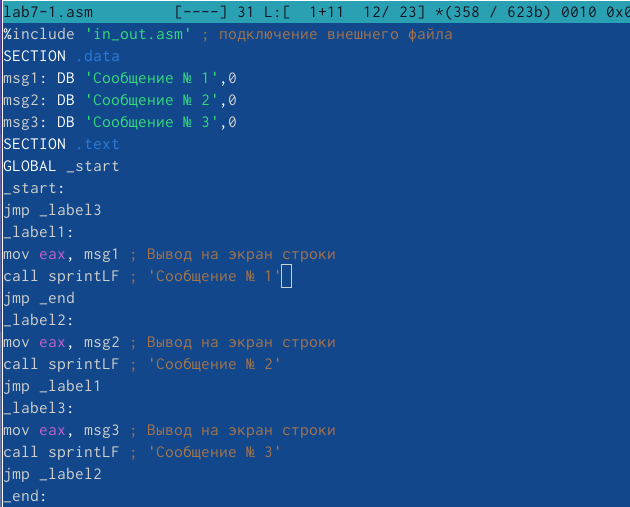 lab7-1.asm [----] 31 L:[ 1+11 12/ 23] *(358 / 623b) 0010 0x0
%include 'in_out.asm' ; подключение внешнего файла
SECTION .data
msg1: DB 'Сообщение № 1',0
msg2: DB 'Сообщение № 2',0
msg3: DB 'Сообщение № 3',0
SECTION .text
GLOBAL _start
_start:
jmp _label3
_label1:
mov eax, msg1 ; Вывод на экран строки
call sprintLF ; 'Сообщение № 1'
jmp _end
_label2:
mov eax, msg2 ; Вывод на экран строки
call sprintLF ; 'Сообщение № 2'
jmp _label1
_label3:
mov eax, msg3 ; Вывод на экран строки
call sprintLF ; 'Сообщение № 3'
jmp _label2
_end: